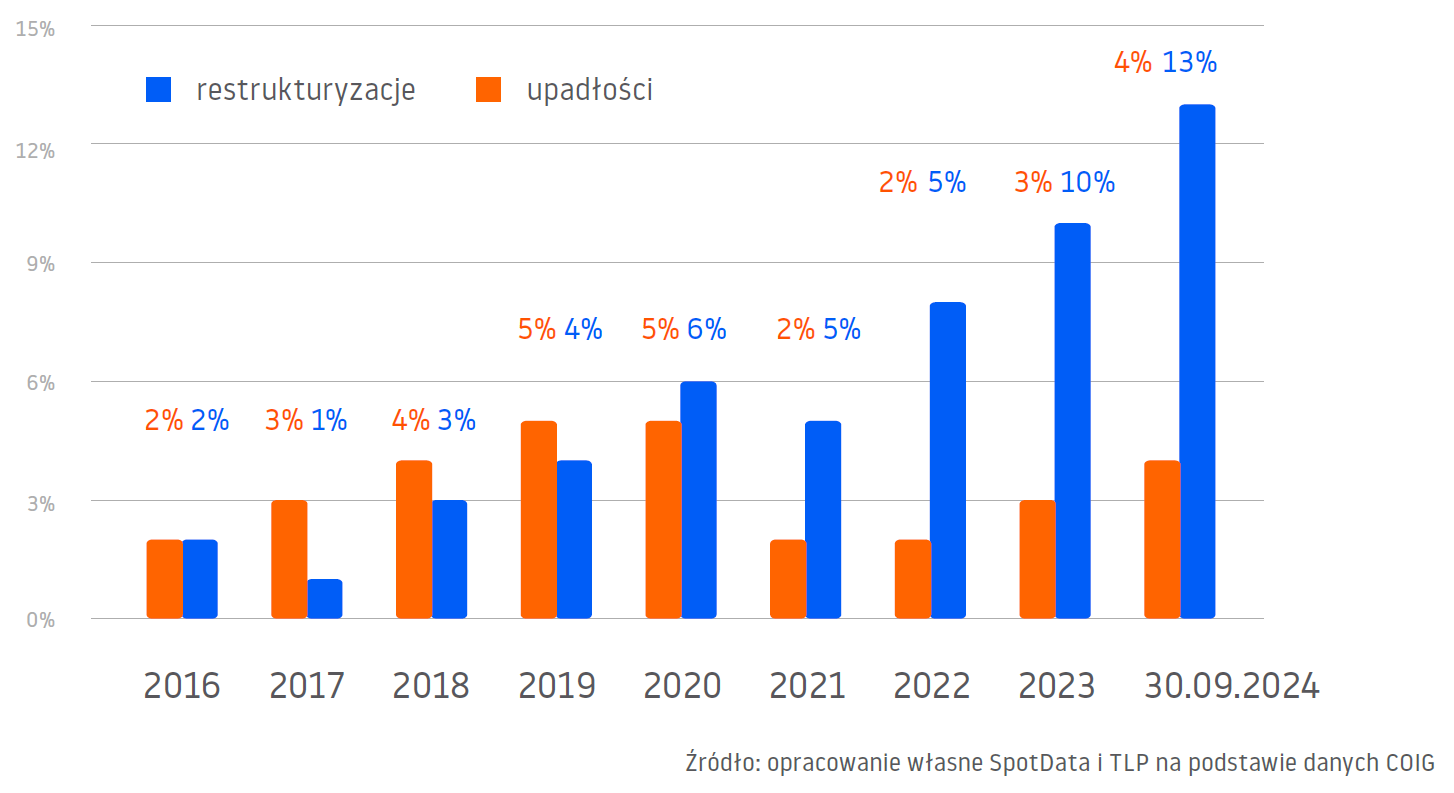 15%
restrukturyzacje upadłości
4% 13%
12%
2% 5% 3% 10%
9%
5% 4% 5% 6% 2% 5%
6%
2% 2% 3% 1% 4% 3%
3%
0%
2016 2017 2018 2019 2020 2021 2022 2023 30.09.2024
Źródło: opracowanie własne SpotData i TLP na podstawie danych COIG